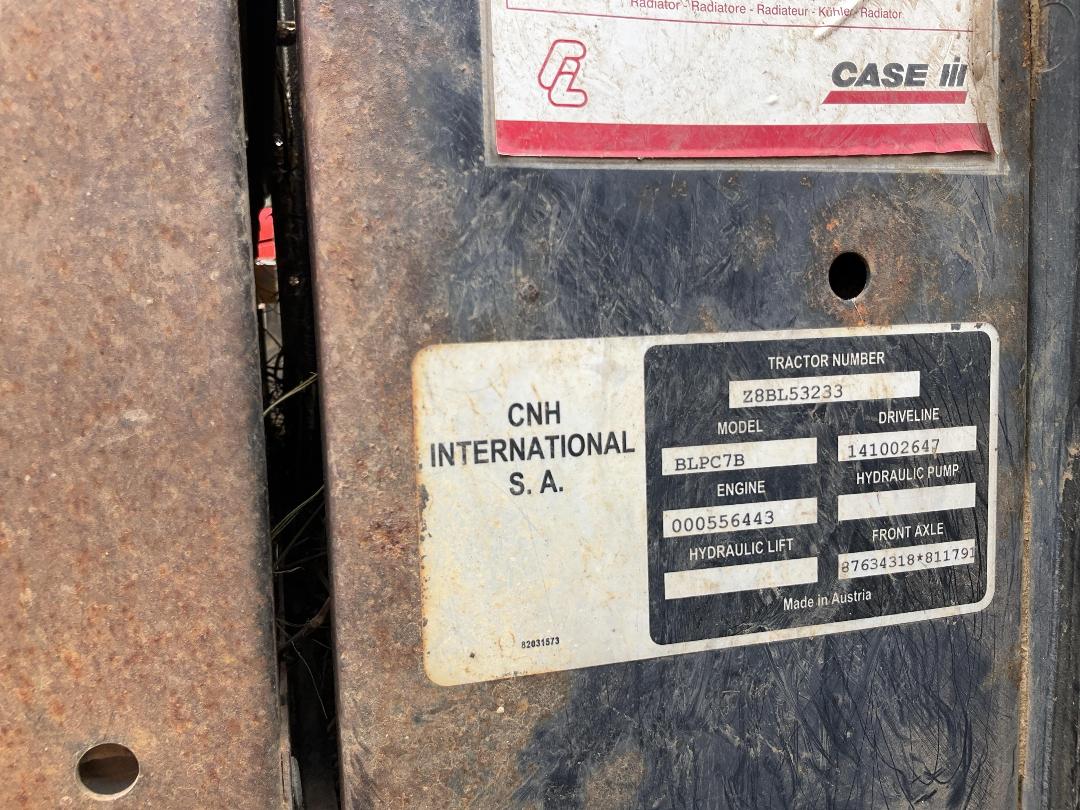 Radiator - Radiatore - Radiateur - Kühler - Radiator
CASE IH
CNH
INTERNATIONAL
S. A.
82031573
TRACTOR NUMBER
Z8BL53233
MODEL
BLPC7B
DRIVELINE
141002647
ENGINE
000556443
HYDRAULIC PUMP
HYDRAULIC LIFT
FRONT AXLE
87634318*811791
Made in Austria